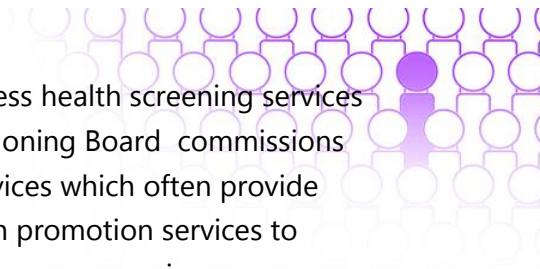 ess health screening services
oning Board commissions
vices which often provide
n promotion services to